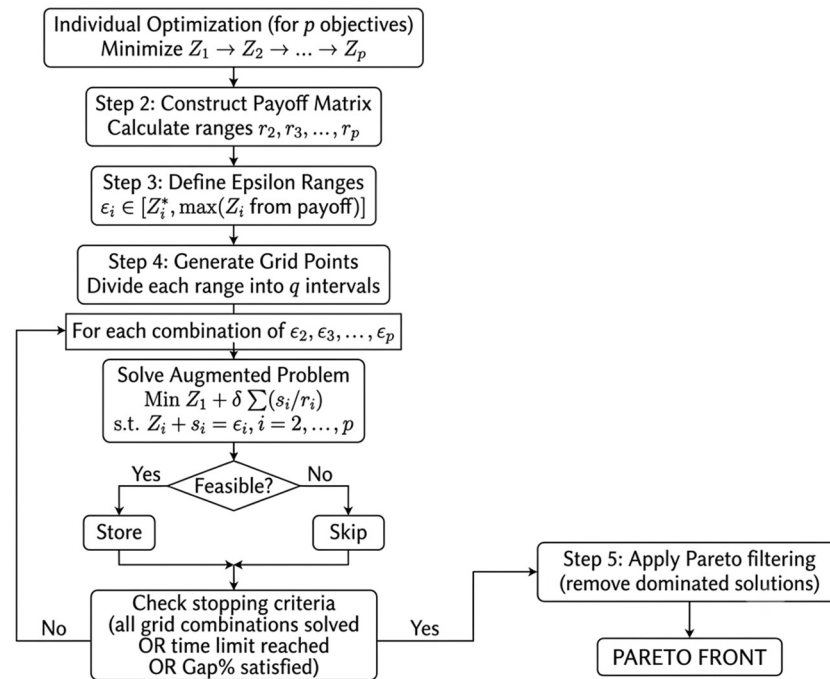 Individual Optimization (for p objectives)
Minimize Z₁ → Z₂ → ... → Zₚ
Step 2: Construct Payoff Matrix
Calculate ranges r₂, r₃, ..., rₚ
Step 3: Define Epsilon Ranges
εᵢ ∈ [Zᵢ*, max(Zᵢ from payoff)]
Step 4: Generate Grid Points
Divide each range into q intervals
For each combination of ϵ₂, ϵ₃, ..., ϵₚ
Solve Augmented Problem
Min Z₁ + δ ∑(sᵢ/rᵢ)
s.t. Zᵢ + sᵢ = ϵᵢ, i = 2, ..., p
Yes
Feasible?
No
Store
Skip
Check stopping criteria
(all grid combinations solved
OR time limit reached
OR Gap% satisfied)
No
Yes
Step 5: Apply Pareto filtering
(remove dominated solutions)
PARETO FRONT